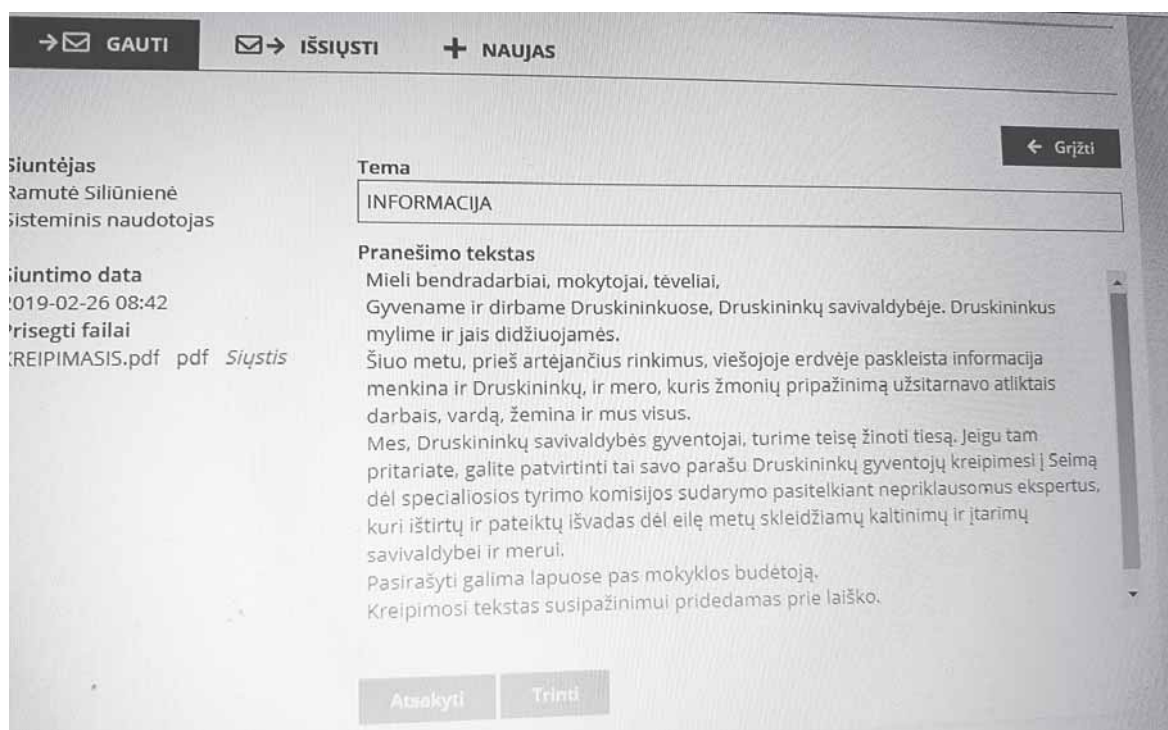 GAUTI IŠSIŲSTI NAUJAS
Grįžti
Siuntėjas
Ramutė Siliūnienė
Sisteminis naudotojas
Siuntimo data
2019-02-26 08:42
Prisegti failai
KREIPIMASIS.pdf pdf Siųstis
Tema
INFORMACIJA
Pranešimo tekstas
Mieli bendradarbiai, mokytojai, tėveliai,
Gyvename ir dirbame Druskininkuose, Druskininkų savivaldybėje. Druskininkus
mylime ir jais didžiuojamės.
Šiuo metu, prieš artėjančius rinkimus, viešojoje erdvėje paskleista informacija
menkina ir Druskininkų, ir mero, kuris žmonių pripažinimą užsitarnavo atliktais
darbais, vardą, žemina ir mus visus.
Mes, Druskininkų savivaldybės gyventojai, turime teisę žinoti tiesą. Jeigu tam
pritariate, galite patvirtinti tai savo parašu Druskininkų gyventojų kreipimesi į Seimą
dėl specialiosios tyrimo komisijos sudarymo pasitelkiant nepriklausomus ekspertus,
kuri ištirtų ir pateiktų išvadas dėl eilę metų skleidžiamų kaltinimų ir įtarimų
savivaldybei ir merui.
Pasirašyti galima lapuose pas mokyklos budėtoją.
Kreipimosi tekstas susipažinimui pridedamas prie laiško.
Atsakyti Trinti